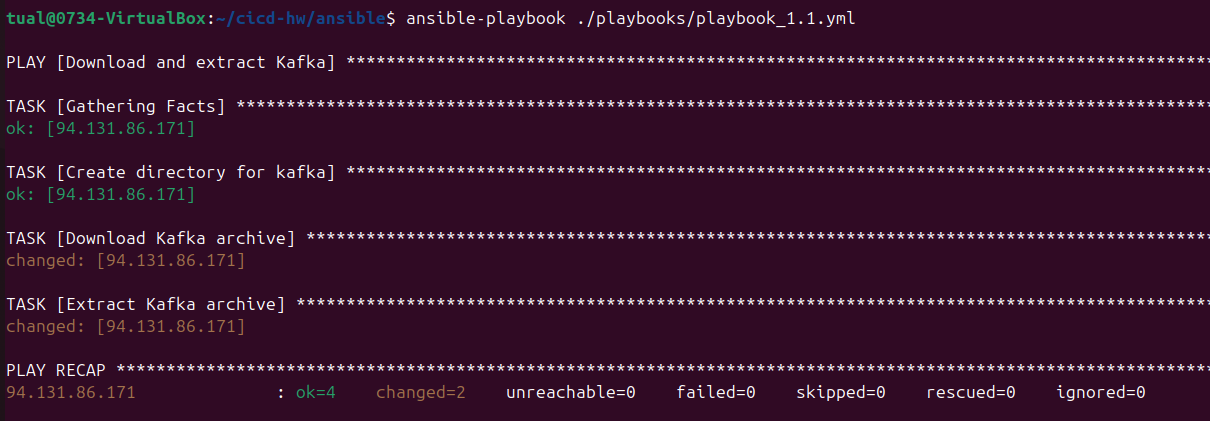 tual@0734-VirtualBox:~/cicd-hw/ansible$ ansible-playbook ./playbooks/playbook_1.1.yml
PLAY [Download and extract Kafka] ***************************************************************************************
TASK [Gathering Facts] **************************************************************************************************
ok: [94.131.86.171]
TASK [Create directory for kafka] ***************************************************************************************
ok: [94.131.86.171]
TASK [Download Kafka archive] *******************************************************************************************
changed: [94.131.86.171]
TASK [Extract Kafka archive] ********************************************************************************************
changed: [94.131.86.171]
PLAY RECAP **************************************************************************************************************
94.131.86.171              : ok=4    changed=2    unreachable=0    failed=0    skipped=0    rescued=0    ignored=0